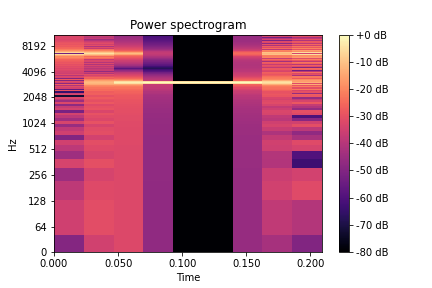 Power spectrogram
8192
4096
2048
1024
512
256
128
64
0
Hz
0.000 0.050 0.100 0.150 0.200
Time
+0 dB
-10 dB
-20 dB
-30 dB
-40 dB
-50 dB
-60 dB
-70 dB
-80 dB